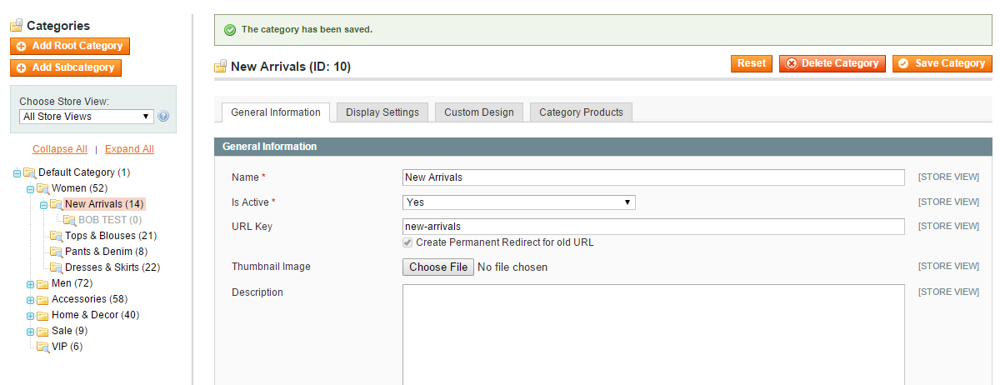 Categories
Add Root Category
Add Subcategory
Choose Store View:
All Store Views
Collapse All | Expand All
Default Category (1)
Women (52)
New Arrivals (14)
BOB TEST (0)
Tops & Blouses (21)
Pants & Denim (8)
Dresses & Skirts (22)
Men (72)
Accessories (58)
Home & Decor (40)
Sale (9)
VIP (6)
The category has been saved.
New Arrivals (ID: 10)
Reset Delete Category Save Category
General Information Display Settings Custom Design Category Products
General Information
Name * New Arrivals [STORE VIEW]
Is Active * Yes [STORE VIEW]
URL Key new-arrivals [STORE VIEW]
Create Permanent Redirect for old URL
Thumbnail Image Choose File No file chosen [STORE VIEW]
Description [STORE VIEW]